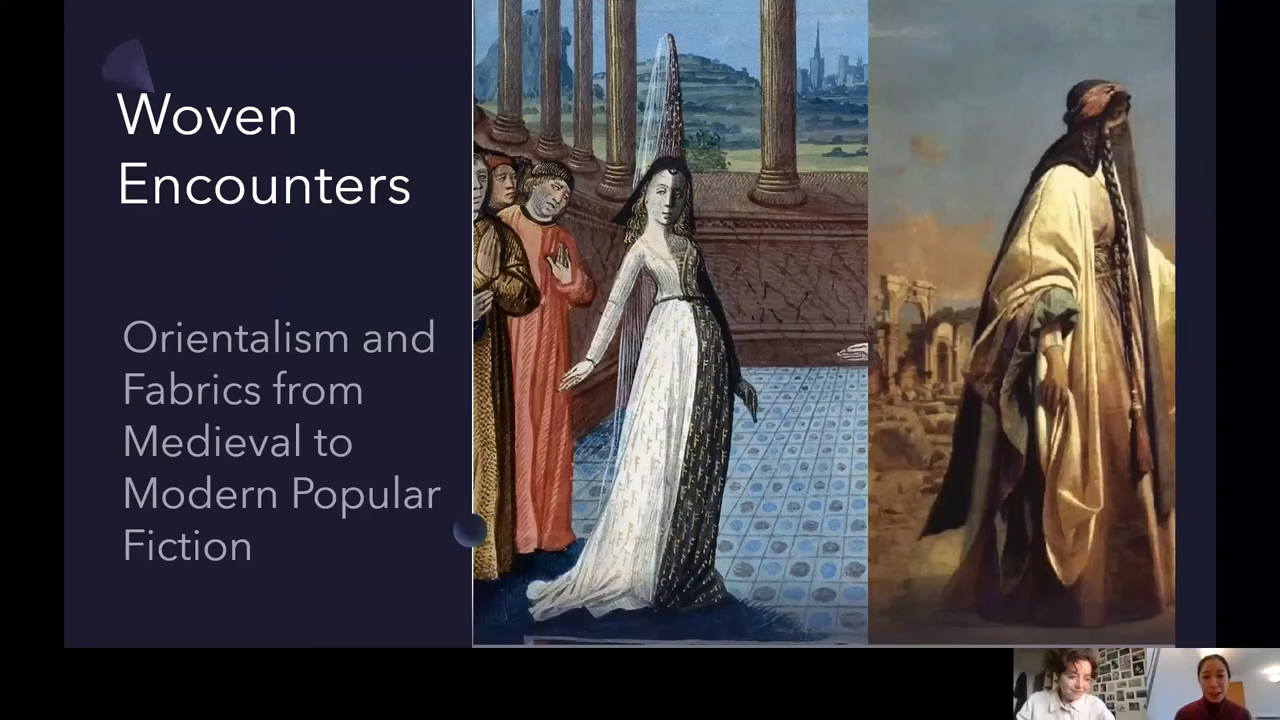 Woven
Encounters
Orientalism and
Fabrics from
Medieval to
Modern Popular
Fiction